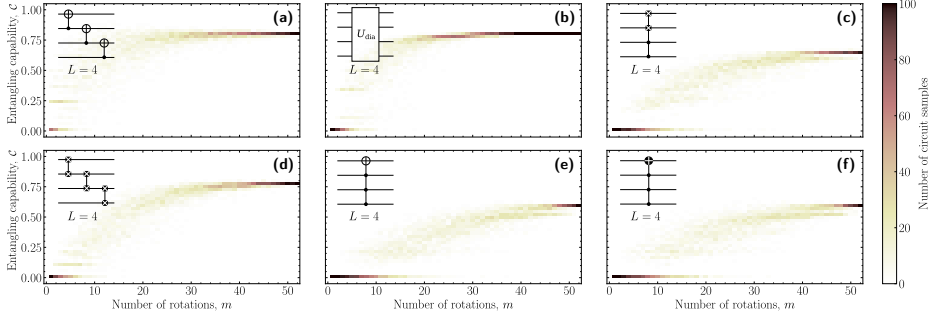 Entangling capability, C
1.00
0.75
0.50
0.25
0.00
L = 4
(a)
U_dia
L = 4
(b)
L = 4
(c)
Entangling capability, C
1.00
0.75
0.50
0.25
0.00
L = 4
(d)
L = 4
(e)
L = 4
(f)
0 10 20 30 40 50
0 10 20 30 40 50
0 10 20 30 40 50
Number of rotations, m
Number of rotations, m
Number of rotations, m
100
80
60
40
20
0
Number of circuit samples